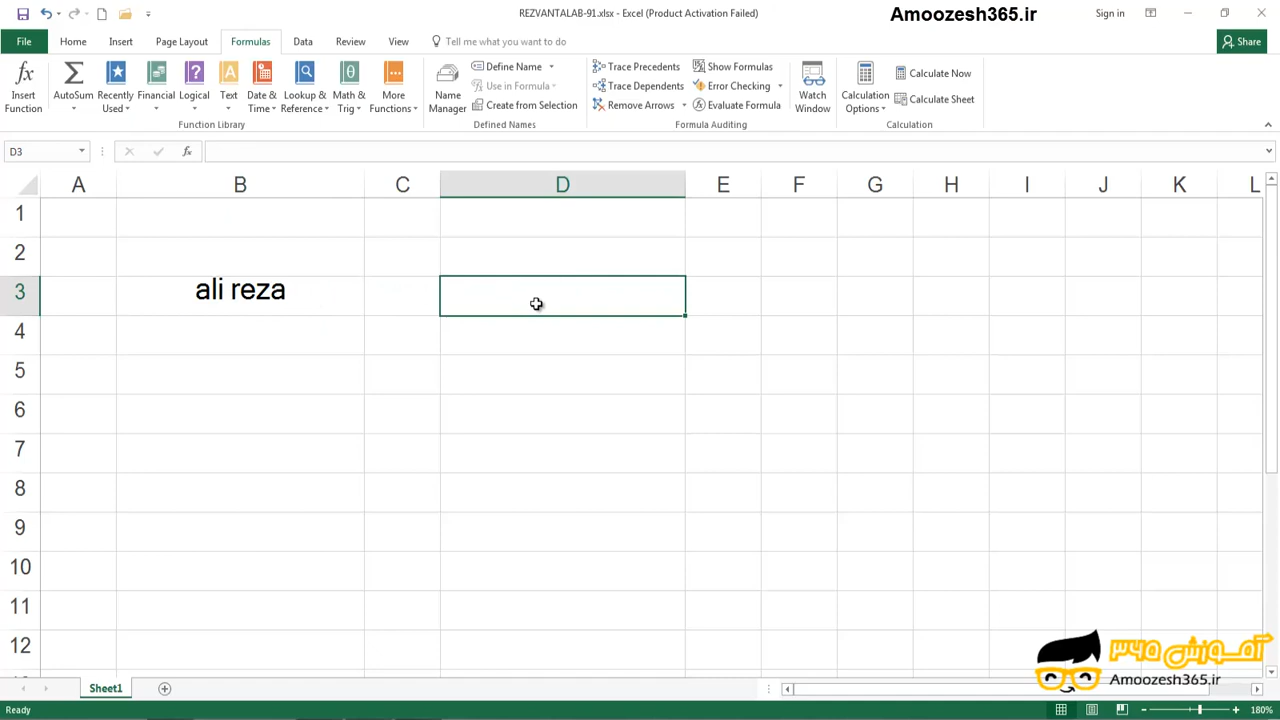 REZVANTALAB-91.xlsx - Excel (Product Activation Failed)
Amoozesh365.ir
Sign in
File Home Insert Page Layout Formulas Data Review View Tell me what you want to do
Share
Insert Function
AutoSum
Recently Used
Financial
Logical
Text
Date & Time
Lookup & Reference
Math & Trig
More Functions
Function Library
Name Manager
Define Name
Use in Formula
Create from Selection
Defined Names
Trace Precedents
Trace Dependents
Remove Arrows
Show Formulas
Error Checking
Evaluate Formula
Formula Auditing
Watch Window
Calculation Options
Calculate Now
Calculate Sheet
Calculation
D3
fx
A B C D E F G H I J K L
1
2
3 ali reza
4
5
6
7
8
9
10
11
12
آموزش ۳۶۵
Amoozesh365.ir
Sheet1
Ready
180%